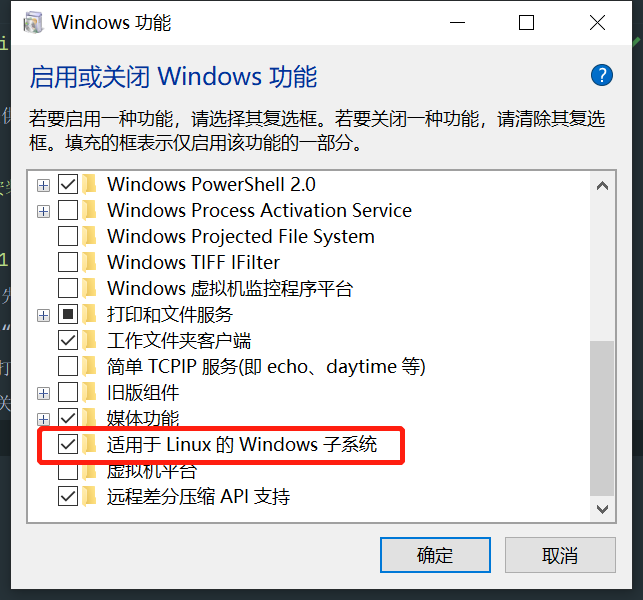 Windows 功能
启用或关闭 Windows 功能
若要启用一种功能，请选择其复选框。若要关闭一种功能，请清除其复选
框。填充的框表示仅启用该功能的一部分。
Windows PowerShell 2.0
Windows Process Activation Service
Windows Projected File System
Windows TIFF IFilter
Windows 虚拟机监控程序平台
打印和文件服务
工作文件夹客户端
简单 TCPIP 服务(即 echo、daytime 等)
旧版组件
媒体功能
适用于 Linux 的 Windows 子系统
虚拟机平台
远程差分压缩 API 支持
确定
取消